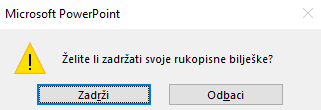 Microsoft PowerPoint
Želite li zadržati svoje rukopisne bilješke?
Zadrži
Odbaci